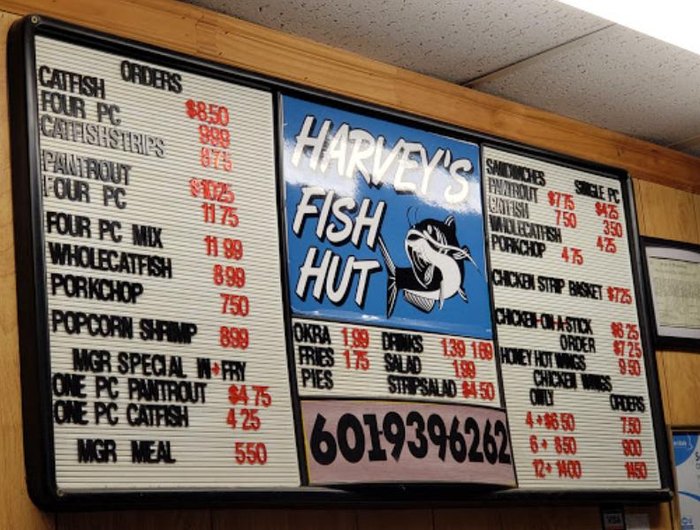 ORDERS
CATFISH $8.50
FOUR PC 9.99
CATFISHSTRIPS 8.75
PANTROUT $10.25
FOUR PC 11.75
FOUR PC MIX 11.99
WHOLECATFISH 8.99
PORKCHOP 7.50
POPCORN SHRIMP 8.99
MGR SPECIAL W+FRY
ONE PC PANTROUT $4.75
ONE PC CATFISH 4.25
MGR MEAL 5.50
HARVEY'S
FISH
HUT
OKRA 1.99 DRINKS 1.39 1.69
FRIES 1.75 SALAD 1.99
PIES STRIPSALAD $4.50
6019396262
SANDWICHES SINGLE PC
PANTROUT $7.75 $4.25
CATFISH 7.50 3.50
WHOLECATFISH 4.25
PORKCHOP 4.75
CHICKEN STRIP BASKET $7.25
CHICKEN-ON-A-STICK $6.25
ORDER $7.25
HONEY HOT WINGS 9.50
CHICKEN WINGS
ONLY ORDERS
4+$6.50 7.50
6+ 8.50 9.00
12+ 14.00 14.50